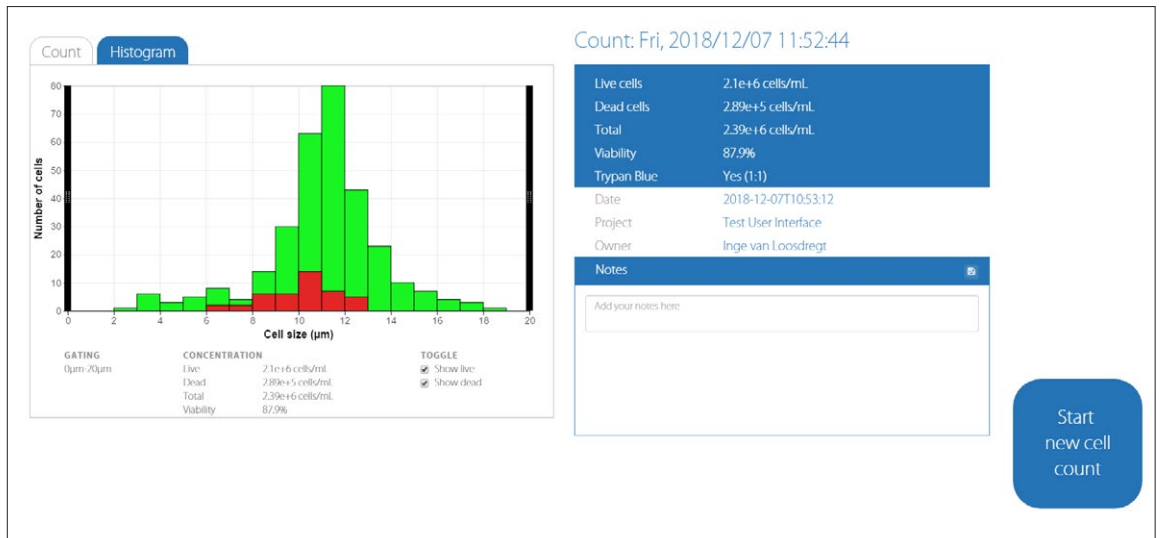 Count Histogram
80
70
60
50
40
30
20
10
0
Number of cells
0 2 4 6 8 10 12 14 16 18 20
Cell size (µm)
GATING
0µm-20µm
CONCENTRATION
Live 2.1e+6 cells/mL
Dead 2.89e+5 cells/mL
Total 2.39e+6 cells/mL
Viability 87.9%
TOGGLE
Show live
Show dead
Count: Fri, 2018/12/07 11:52:44
Live cells 2.1e+6 cells/mL
Dead cells 2.89e+5 cells/mL
Total 2.39e+6 cells/mL
Viability 87.9%
Trypan Blue Yes (1:1)
Date 2018-12-07T10:53:12
Project Test User Interface
Owner Inge van Loosdregt
Notes
Add your notes here
Start
new cell
count